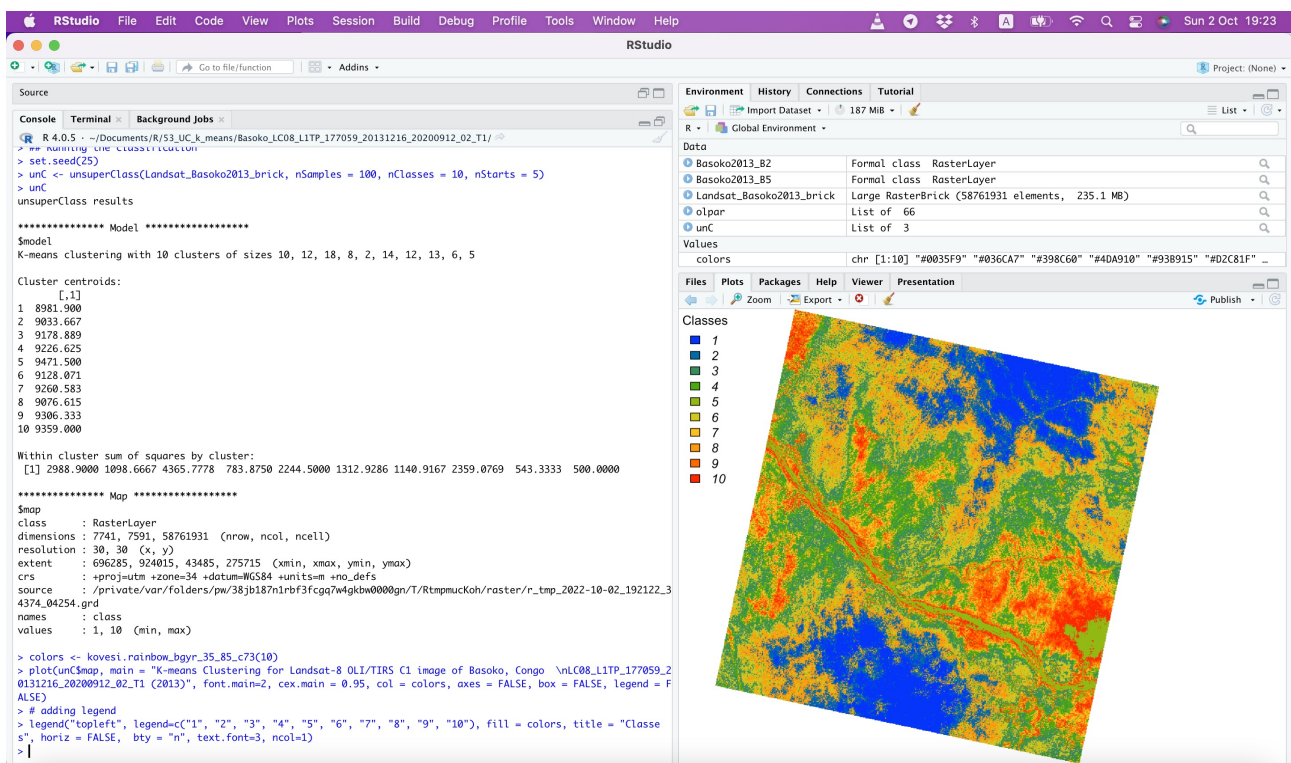 RStudio File Edit Code View Plots Session Build Debug Profile Tools Window Help A Sun 2 Oct 19:23
RStudio
Go to file/function Addins Project: (None)
Source
Console Terminal Background Jobs
R 4.0.5 · ~/Documents/R/53_UC_k_means/Basoko_LC08_L1TP_177059_20131216_20200912_02_T1/
> ## Running the classification
> set.seed(25)
> unC <- unsuperClass(Landsat_Basoko2013_brick, nSamples = 100, nClasses = 10, nStarts = 5)
> unC
unsuperClass results
*************** Model ******************
$model
K-means clustering with 10 clusters of sizes 10, 12, 18, 8, 2, 14, 12, 13, 6, 5
Cluster centroids:
[,1]
1 8981.900
2 9033.667
3 9178.889
4 9226.625
5 9471.500
6 9128.071
7 9260.583
8 9076.615
9 9306.333
10 9359.000
Within cluster sum of squares by cluster:
[1] 2988.9000 1098.6667 4365.7778 783.8750 2244.5000 1312.9286 1140.9167 2359.0769 543.3333 500.0000
*************** Map ******************
$map
class : RasterLayer
dimensions : 7741, 7591, 58761931 (nrow, ncol, ncell)
resolution : 30, 30 (x, y)
extent : 696285, 924015, 43485, 275715 (xmin, xmax, ymin, ymax)
crs : +proj=utm +zone=34 +datum=WGS84 +units=m +no_defs
source : /private/var/folders/pw/38jb187n1rbf3fcgq7w4gkbw0000gn/T/RtmpmucKoh/raster/r_tmp_2022-10-02_192122_3
4374_04254.grd
names : class
values : 1, 10 (min, max)
> colors <- kovesi.rainbow_bgyr_35_85_c73(10)
> plot(unC$map, main = "K-means Clustering for Landsat-8 OLI/TIRS C1 image of Basoko, Congo \nLC08_L1TP_177059_2
0131216_20200912_02_T1 (2013)", font.main=2, cex.main = 0.95, col = colors, axes = FALSE, box = FALSE, legend = F
ALSE)
> # adding legend
> legend("topleft", legend=c("1", "2", "3", "4", "5", "6", "7", "8", "9", "10"), fill = colors, title = "Classe
s", horiz = FALSE, bty = "n", text.font=3, ncol=1)
>
Environment History Connections Tutorial
Import Dataset 187 MiB List
R Global Environment
Data
Basoko2013_B2 Formal class RasterLayer
Basoko2013_B5 Formal class RasterLayer
Landsat_Basoko2013_brick Large RasterBrick (58761931 elements, 235.1 MB)
olpar List of 66
unC List of 3
Values
colors chr [1:10] "#0035F9" "#036CA7" "#398C60" "#4DA910" "#93B915" "#D2C81F" …
Files Plots Packages Help Viewer Presentation
Zoom Export Publish
Classes
1
2
3
4
5
6
7
8
9
10